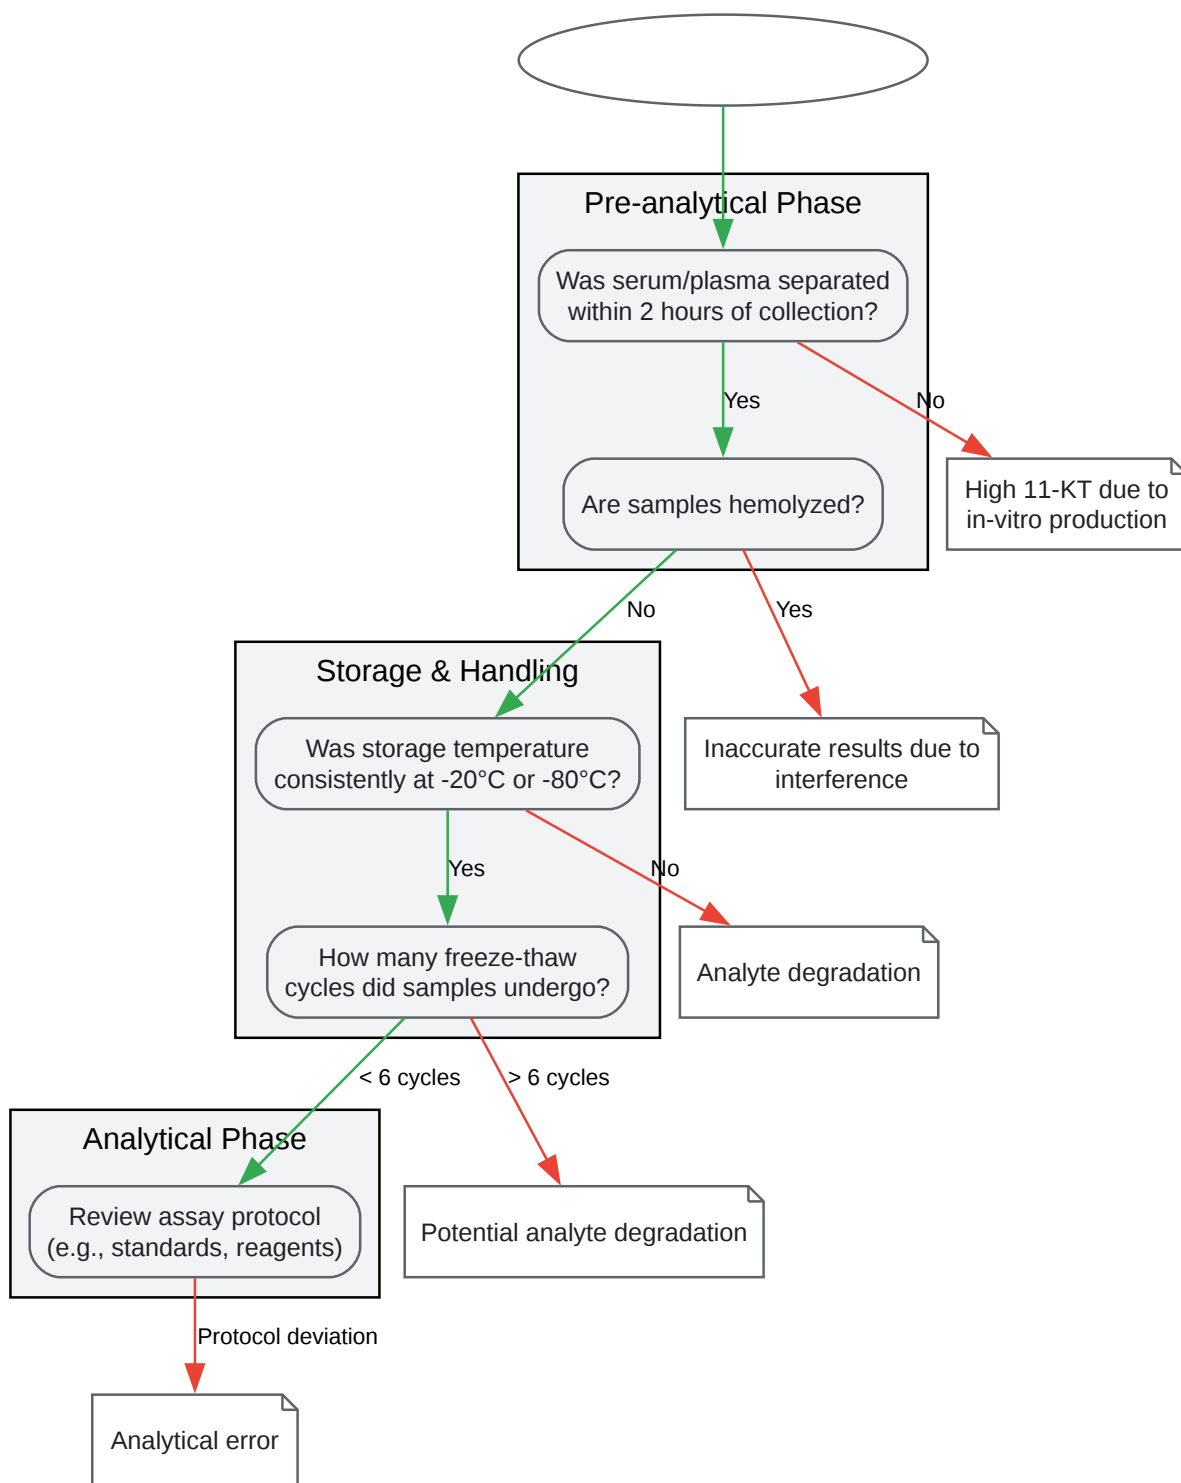 Pre-analytical Phase
Was serum/plasma separated
within 2 hours of collection?
Yes
No
Are samples hemolyzed?
High 11-KT due to
in-vitro production
No
Yes
Storage & Handling
Was storage temperature
consistently at -20°C or -80°C?
Inaccurate results due to
interference
Yes
No
How many freeze-thaw
cycles did samples undergo?
Analyte degradation
< 6 cycles
> 6 cycles
Analytical Phase
Review assay protocol
(e.g., standards, reagents)
Potential analyte degradation
Protocol deviation
Analytical error